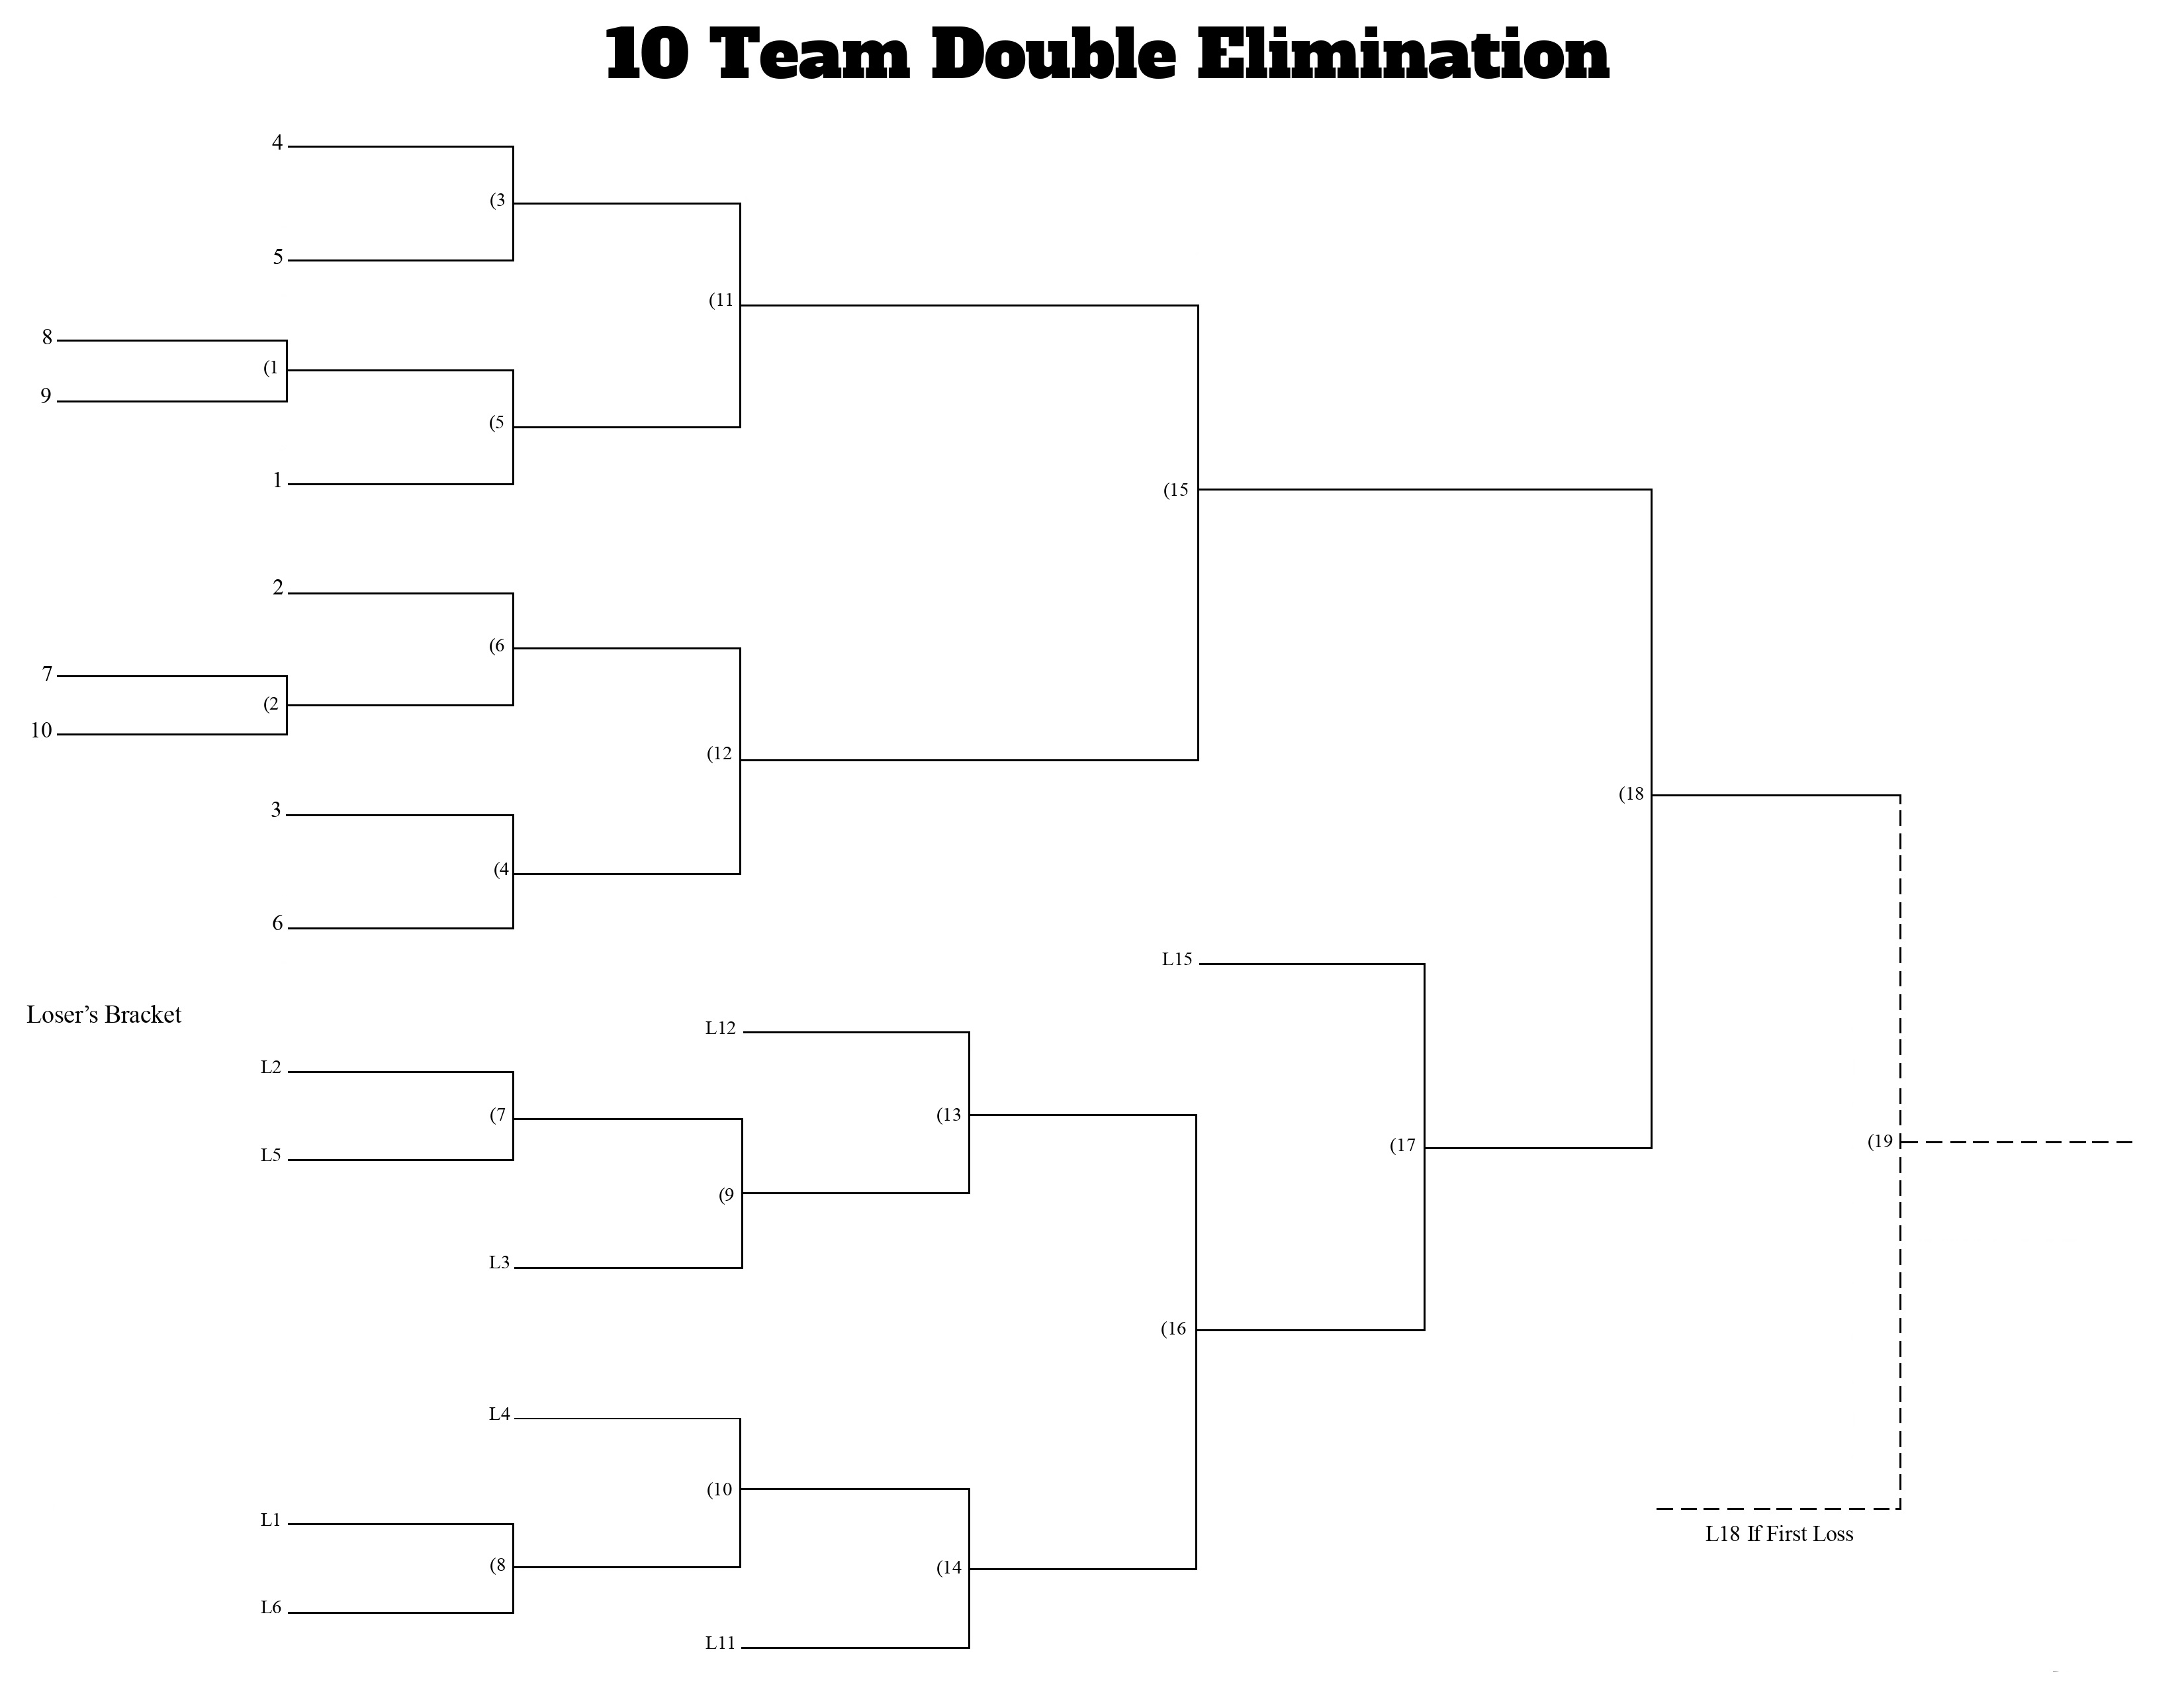 10 Team Double Elimination
4
(3
5
(11
8
(1
9
(5
1
(15
2
(6
7
(2
10
(12
3
(18
(4
6
L15
Loser's Bracket
L12
L2
(7
(13
L5
(17
(19
(9
L3
(16
L4
(10
L1
(8
(14
L18 If First Loss
L6
L11